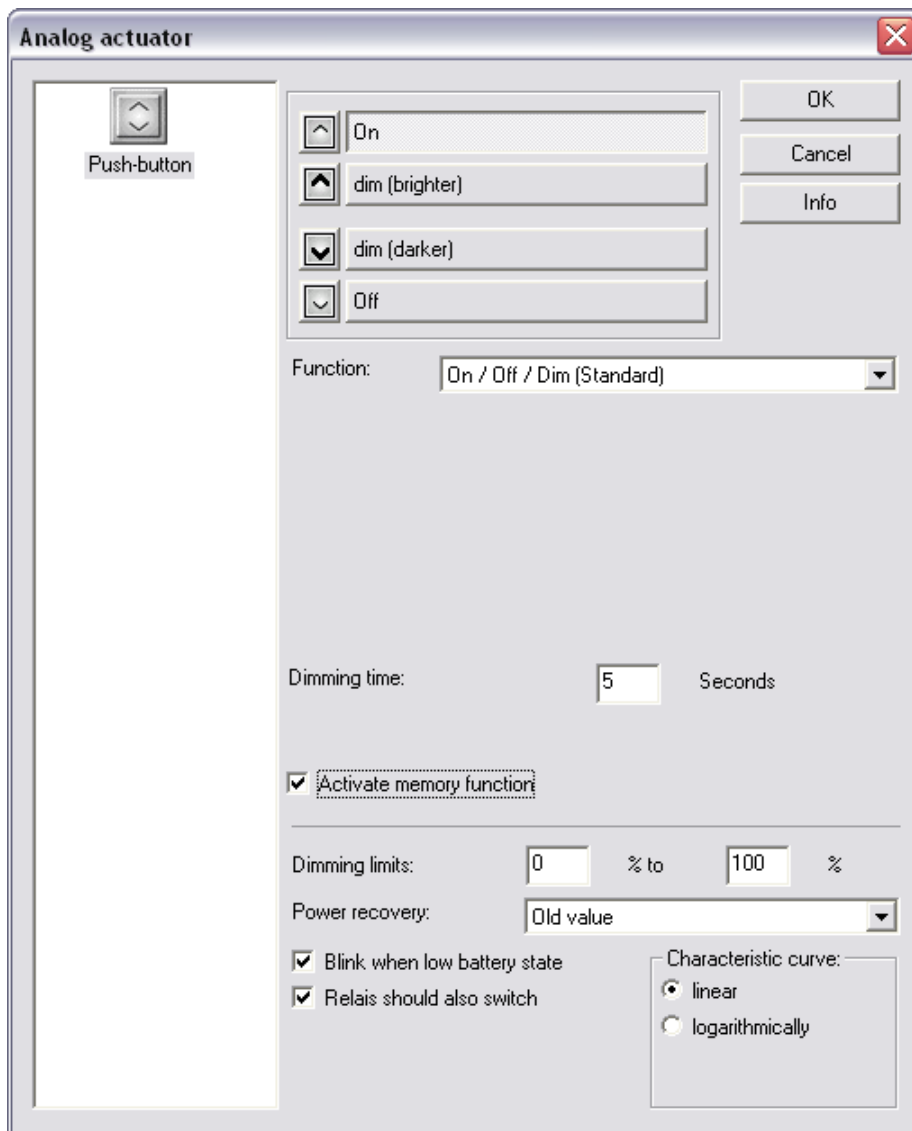 Analog actuator
Push-button
On
dim (brighter)
dim (darker)
Off
OK
Cancel
Info
Function: On / Off / Dim (Standard)
Dimming time: 5 Seconds
Activate memory function
Dimming limits: 0 % to 100 %
Power recovery: Old value
Blink when low battery state
Relais should also switch
Characteristic curve:
linear
logarithmically